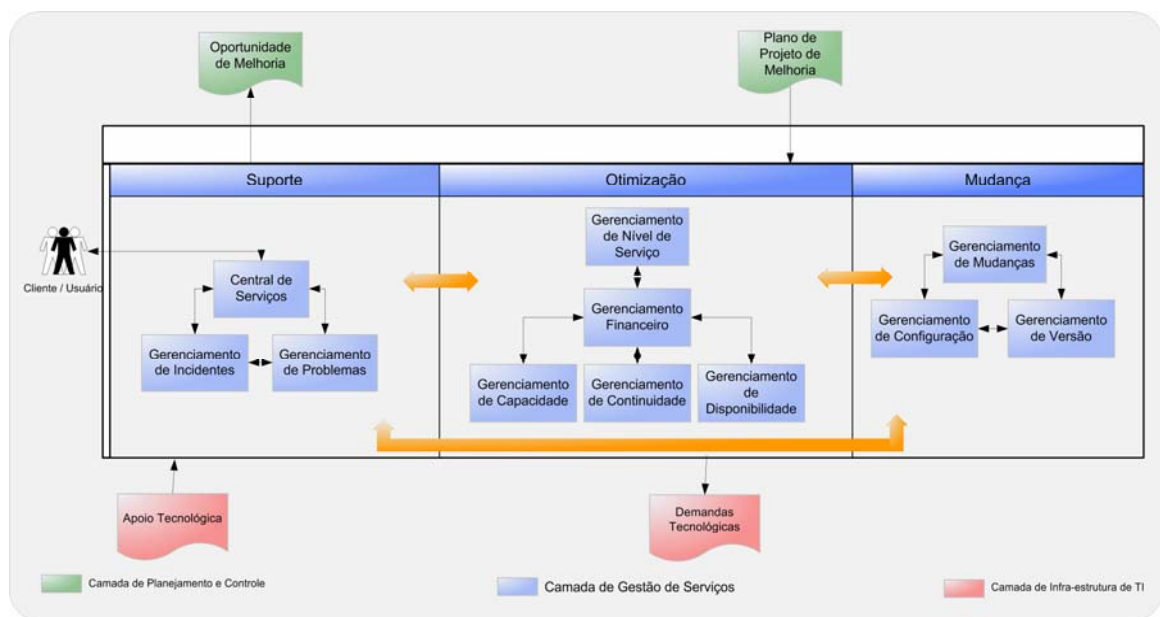 Oportunidade
de Melhoria
Plano de
Projeto de
Melhoria
Suporte
Otimização
Mudança
Cliente / Usuário
Central de
Serviços
Gerenciamento
de Incidentes
Gerenciamento
de Problemas
Gerenciamento
de Nível de
Serviço
Gerenciamento
Financeiro
Gerenciamento
de Capacidade
Gerenciamento
de Continuidade
Gerenciamento
de
Disponibilidade
Gerenciamento
de Mudanças
Gerenciamento
de Configuração
Gerenciamento
de Versão
Apoio Tecnológica
Demandas
Tecnológicas
Camada de Planejamento e Controle
Camada de Gestão de Serviços
Camada de Infra-estrutura de TI